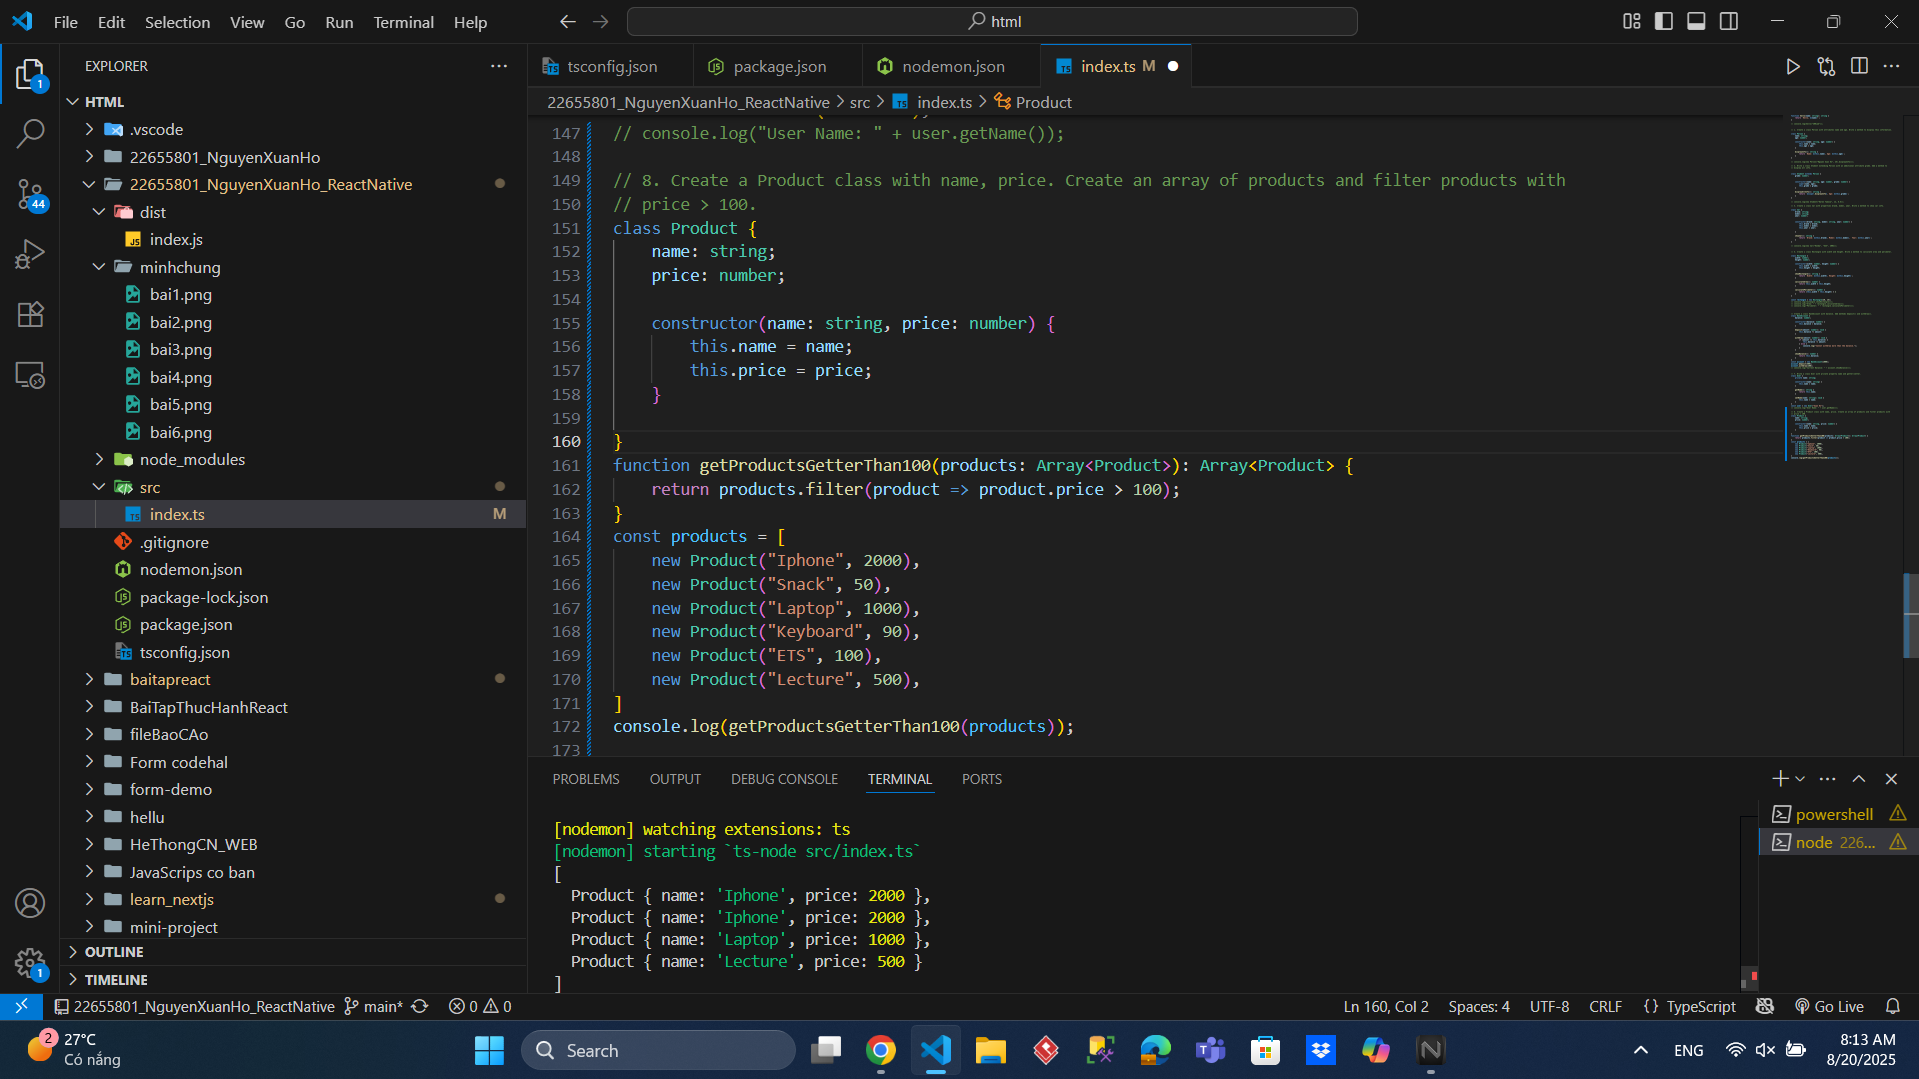 File Edit Selection View Go Run Terminal Help
html
EXPLORER
HTML
.vscode
22655801_NguyenXuanHo
22655801_NguyenXuanHo_ReactNative
dist
index.js
minhchung
bai1.png
bai2.png
bai3.png
bai4.png
bai5.png
bai6.png
node_modules
src
index.ts M
.gitignore
nodemon.json
package-lock.json
package.json
tsconfig.json
baitapreact
BaiTapThucHanhReact
fileBaoCAo
Form codehal
form-demo
hellu
HeThongCN_WEB
JavaScrips co ban
learn_nextjs
mini-project
OUTLINE
TIMELINE
1
44
1
tsconfig.json package.json nodemon.json index.ts M
22655801_NguyenXuanHo_ReactNative > src > index.ts > Product
147 // console.log("User Name: " + user.getName());
148
149 // 8. Create a Product class with name, price. Create an array of products and filter products with
150 // price > 100.
151 class Product {
152 name: string;
153 price: number;
154
155 constructor(name: string, price: number) {
156 this.name = name;
157 this.price = price;
158 }
159
160 }
161 function getProductsGetterThan100(products: Array<Product>): Array<Product> {
162 return products.filter(product => product.price > 100);
163 }
164 const products = [
165 new Product("Iphone", 2000),
166 new Product("Snack", 50),
167 new Product("Laptop", 1000),
168 new Product("Keyboard", 90),
169 new Product("ETS", 100),
170 new Product("Lecture", 500),
171 ]
172 console.log(getProductsGetterThan100(products));
173
PROBLEMS OUTPUT DEBUG CONSOLE TERMINAL PORTS
[nodemon] watching extensions: ts
[nodemon] starting `ts-node src/index.ts`
[
Product { name: 'Iphone', price: 2000 },
Product { name: 'Iphone', price: 2000 },
Product { name: 'Laptop', price: 1000 },
Product { name: 'Lecture', price: 500 }
]
powershell
node 226...
22655801_NguyenXuanHo_ReactNative main* 0 0 Ln 160, Col 2 Spaces: 4 UTF-8 CRLF {} TypeScript Go Live
2
27°C
Có nắng
Search
ENG
8:13 AM
8/20/2025